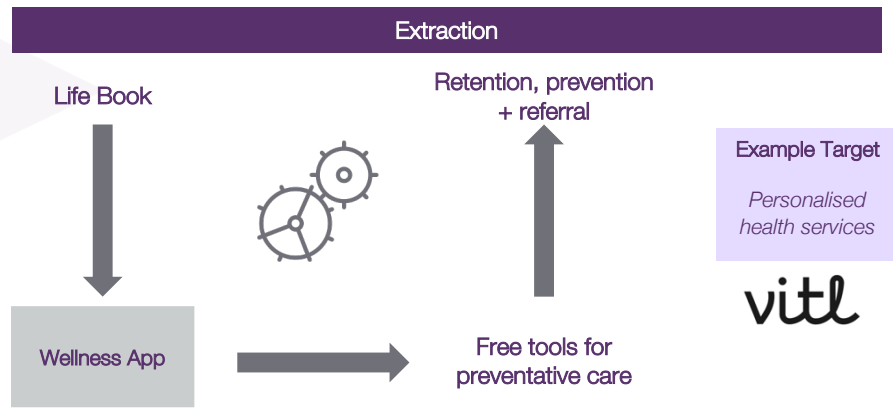 Extraction
Life Book
Retention, prevention
+ referral
Example Target
Personalised
health services
vitl
Wellness App
Free tools for
preventative care